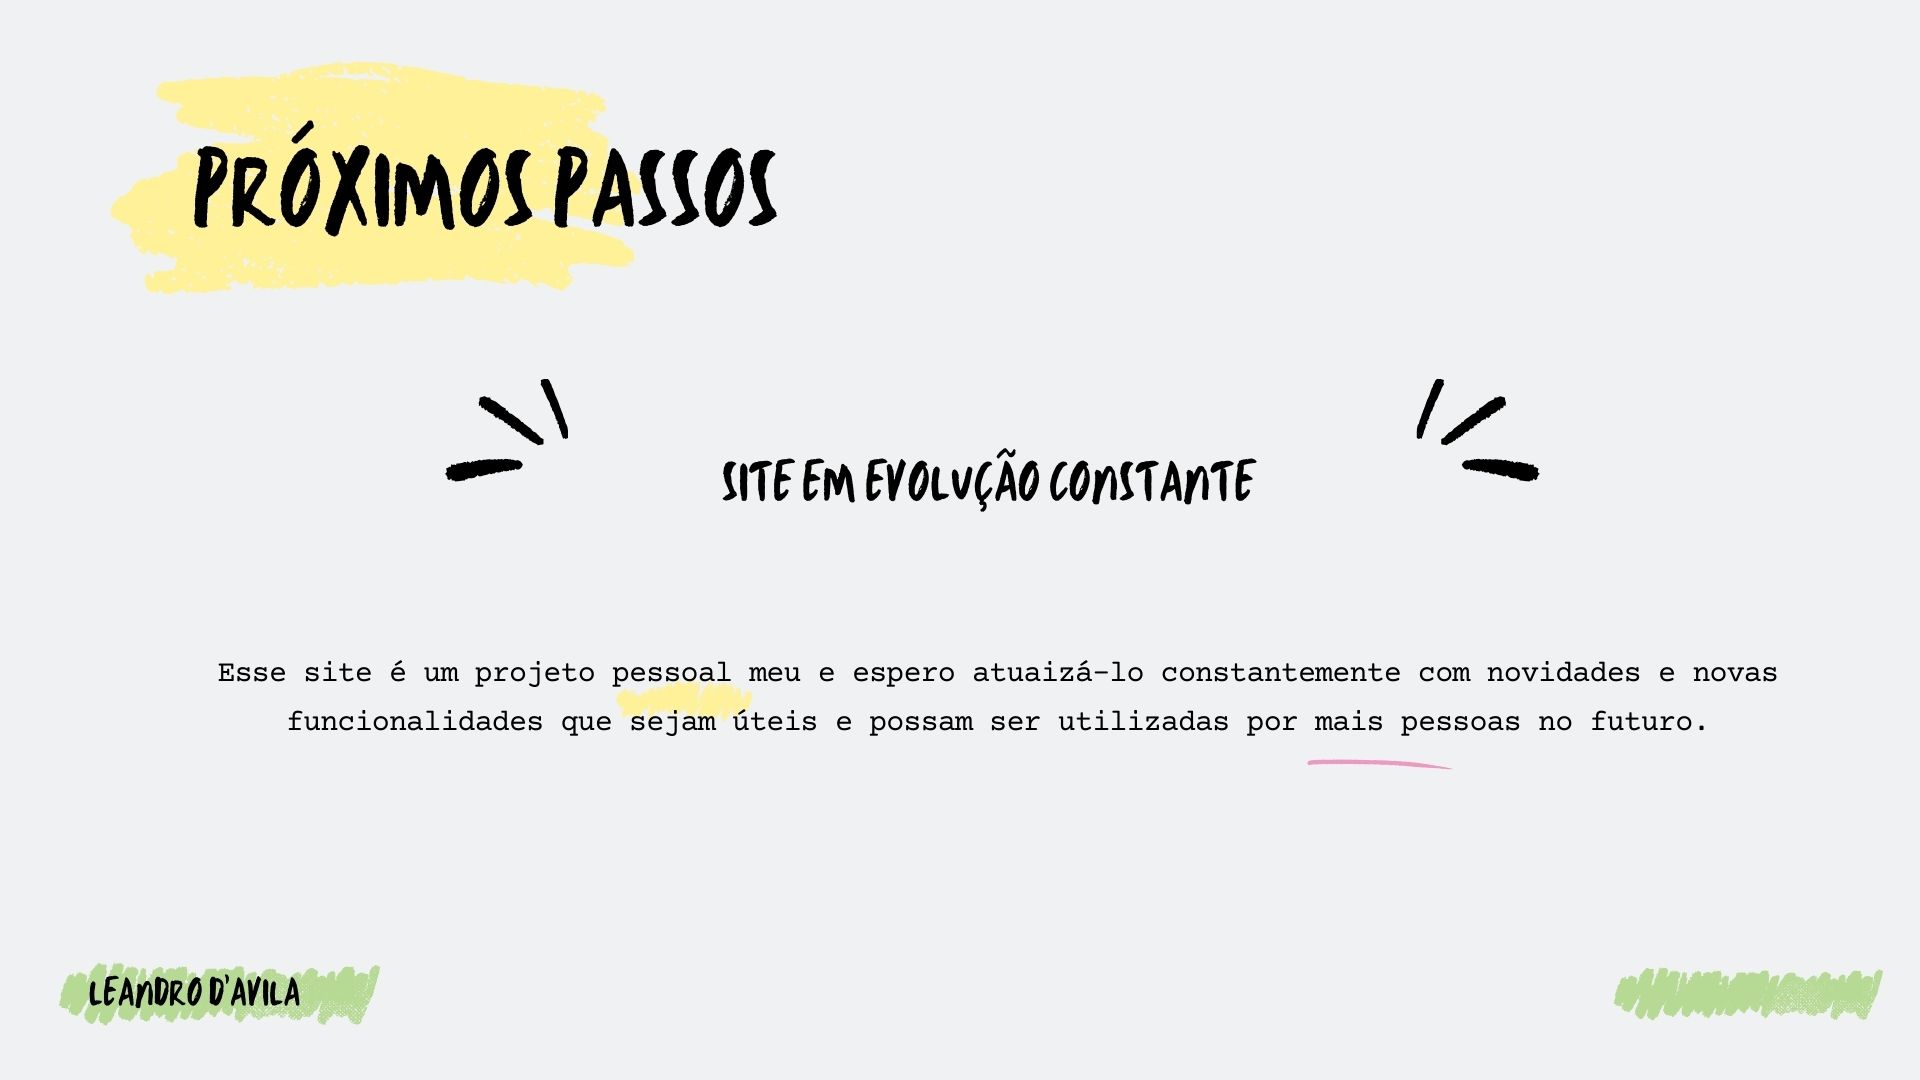 PRÓXIMOS PASSOS
SITE EM EVOLUÇÃO CONSTANTE
Esse site é um projeto pessoal meu e espero atuaizá-lo constantemente com novidades e novas
funcionalidades que sejam úteis e possam ser utilizadas por mais pessoas no futuro.
LEANDRO D'AVILA